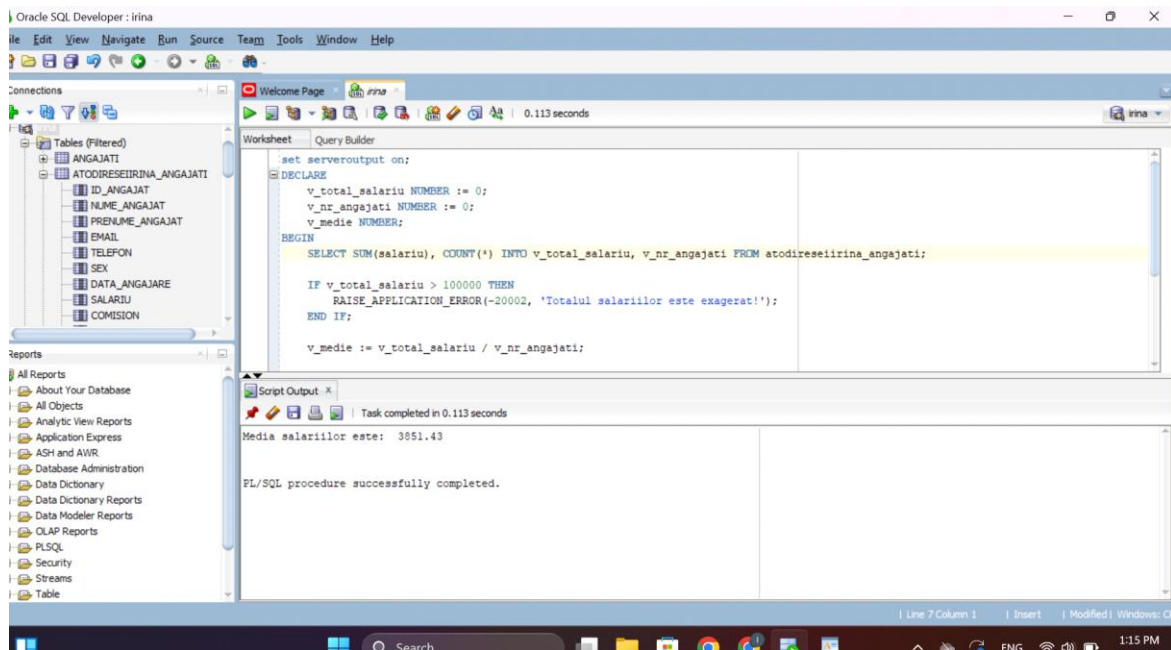 Oracle SQL Developer : irina
Edit View Navigate Run Source Team Tools Window Help
Connections
Tables (Filtered)
ANGAJATI
ATODIRESEIIRINA_ANGAJATI
ID_ANGAJAT
NUME_ANGAJAT
PRENUME_ANGAJAT
EMAIL
TELEFON
SEX
DATA_ANGAJARE
SALARIU
COMISION
Reports
All Reports
About Your Database
All Objects
Analytic View Reports
Application Express
ASH and AWR
Database Administration
Data Dictionary
Data Dictionary Reports
Data Modeler Reports
OLAP Reports
PLSQL
Security
Streams
Table
Welcome Page irina
0.113 seconds irina
Worksheet Query Builder
set serveroutput on;
DECLARE
v_total_salariu NUMBER := 0;
v_nr_angajati NUMBER := 0;
v_medie NUMBER;
BEGIN
SELECT SUM(salariu), COUNT(*) INTO v_total_salariu, v_nr_angajati FROM atodireseiirina_angajati;
IF v_total_salariu > 100000 THEN
RAISE_APPLICATION_ERROR(-20002, 'Totalul salariilor este exagerat!');
END IF;
v_medie := v_total_salariu / v_nr_angajati;
Script Output X
Task completed in 0.113 seconds
Media salariilor este: 3851.43
PL/SQL procedure successfully completed.
| Line 7 Column 1 | Insert | Modified | Windows:
Search ENG 1:15 PM